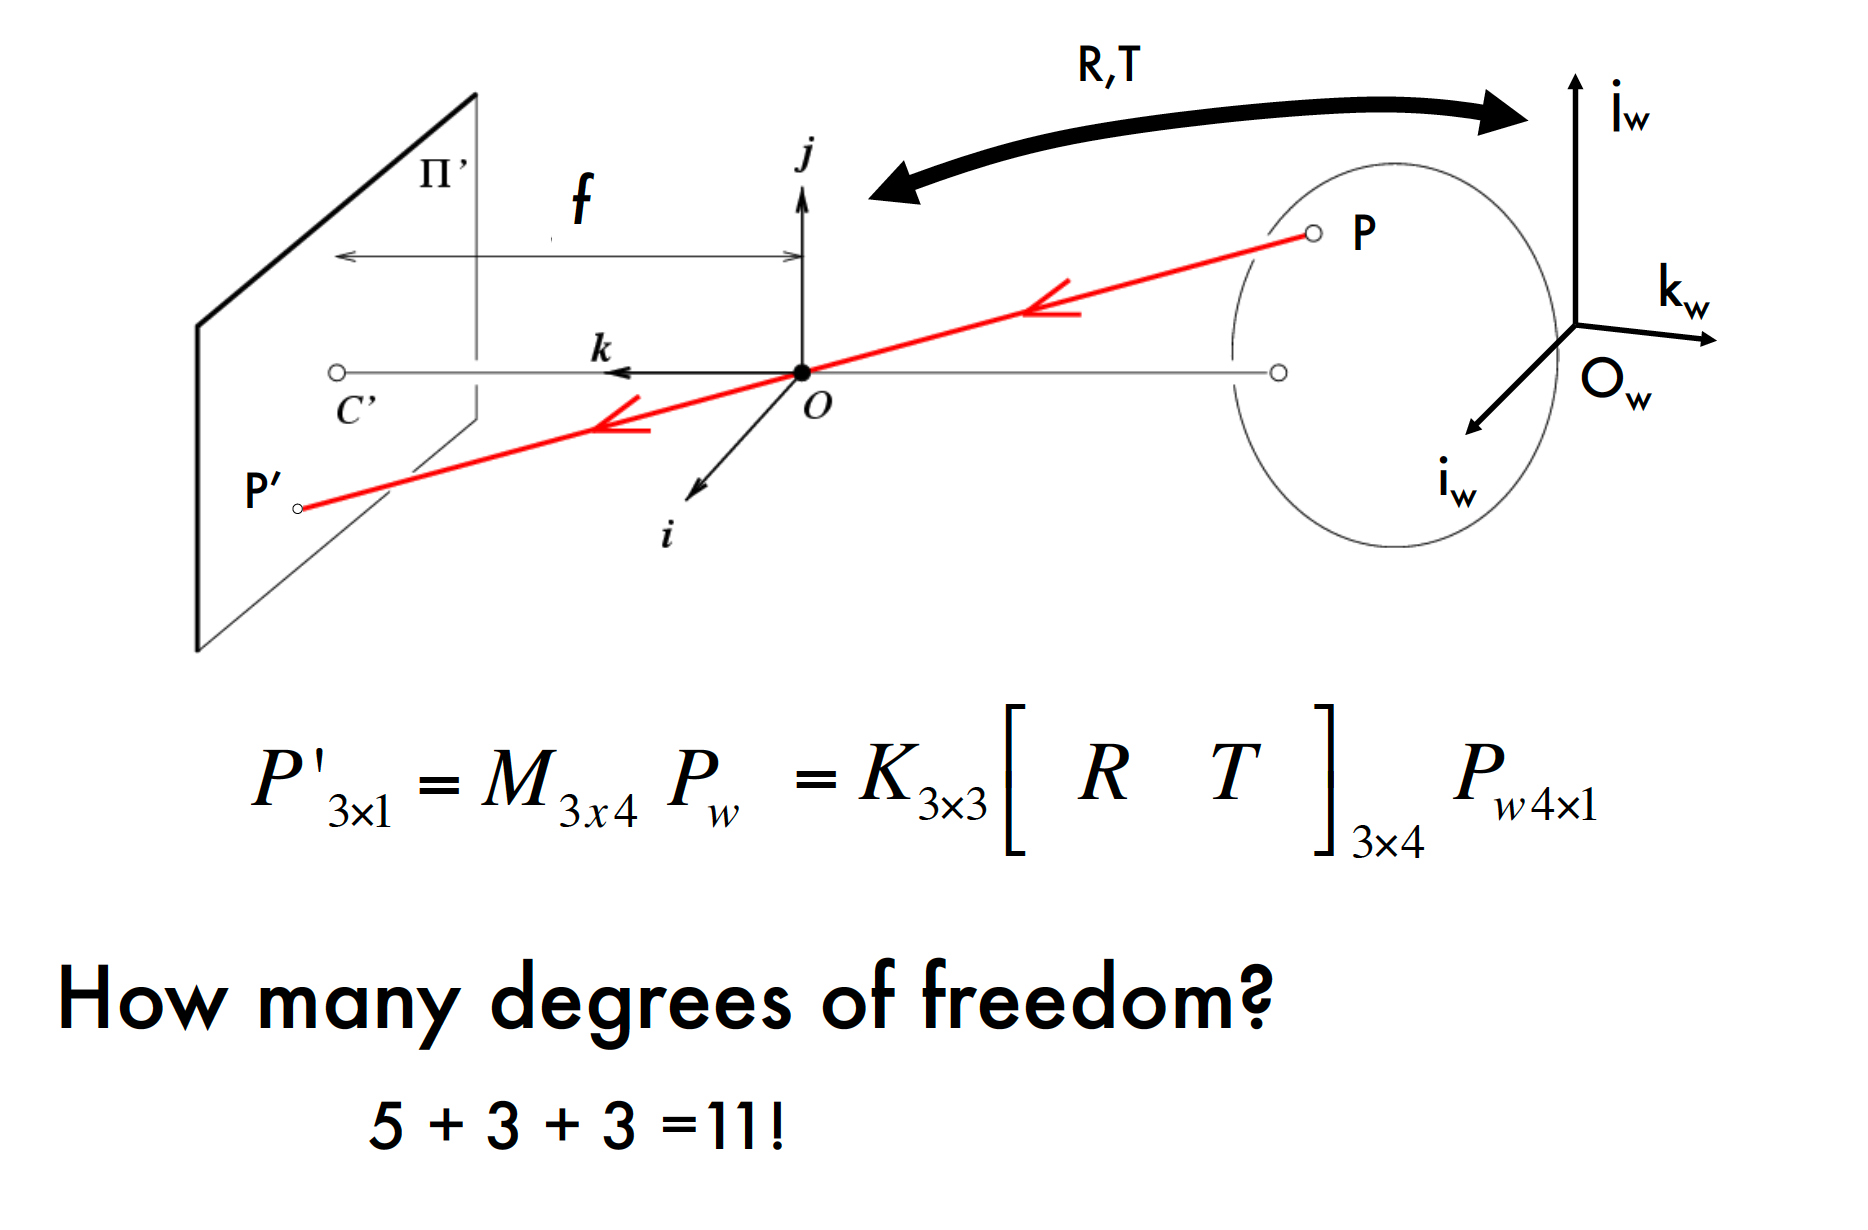 R,T
jw
Π’
f
j
P
kw
k
C’
O
Ow
P′
iw
i
P'3×1 = M3x4 Pw = K3×3 [ R T ]3×4 Pw4×1
How many degrees of freedom?
5 + 3 + 3 =11!